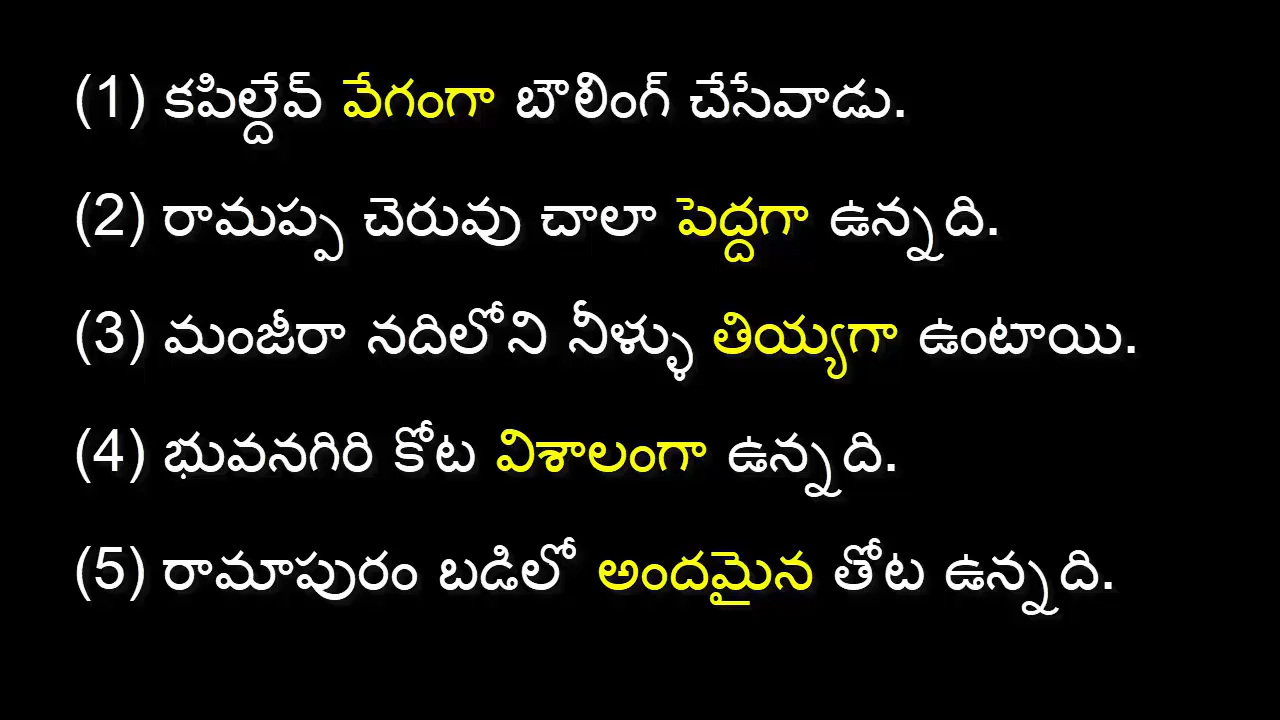 (1) కపిల్దేవ్ వేగంగా బౌలింగ్ చేసేవాడు.
(2) రామప్ప చెరువు చాలా పెద్దగా ఉన్నది.
(3) మంజీరా నదిలోని నీళ్ళు తియ్యగా ఉంటాయి.
(4) భువనగిరి కోట విశాలంగా ఉన్నది.
(5) రామాపురం బడిలో అందమైన తోట ఉన్నది.